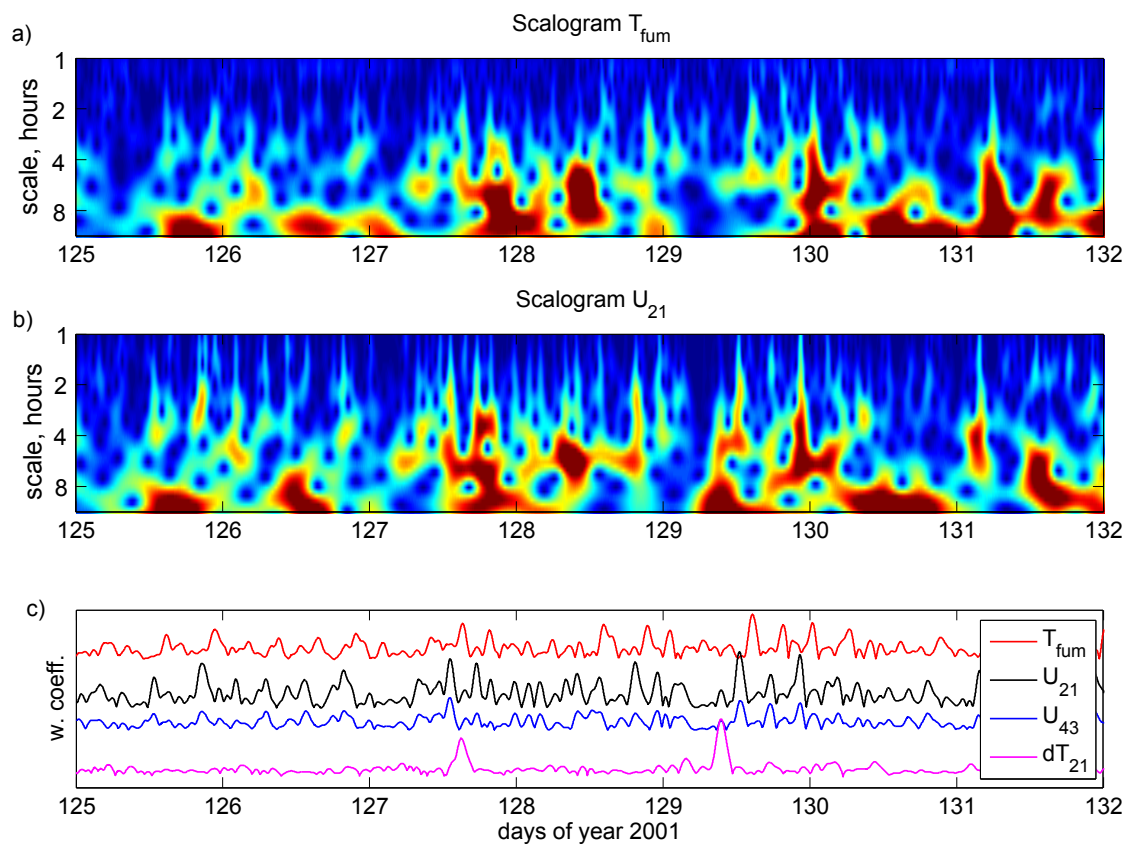 a)
Scalogram T_fum
scale, hours
1
2
4
8
125 126 127 128 129 130 131 132
b)
Scalogram U_21
scale, hours
1
2
4
8
125 126 127 128 129 130 131 132
c)
w. coeff.
T_fum
U_21
U_43
dT_21
125 126 127 128 129 130 131 132
days of year 2001